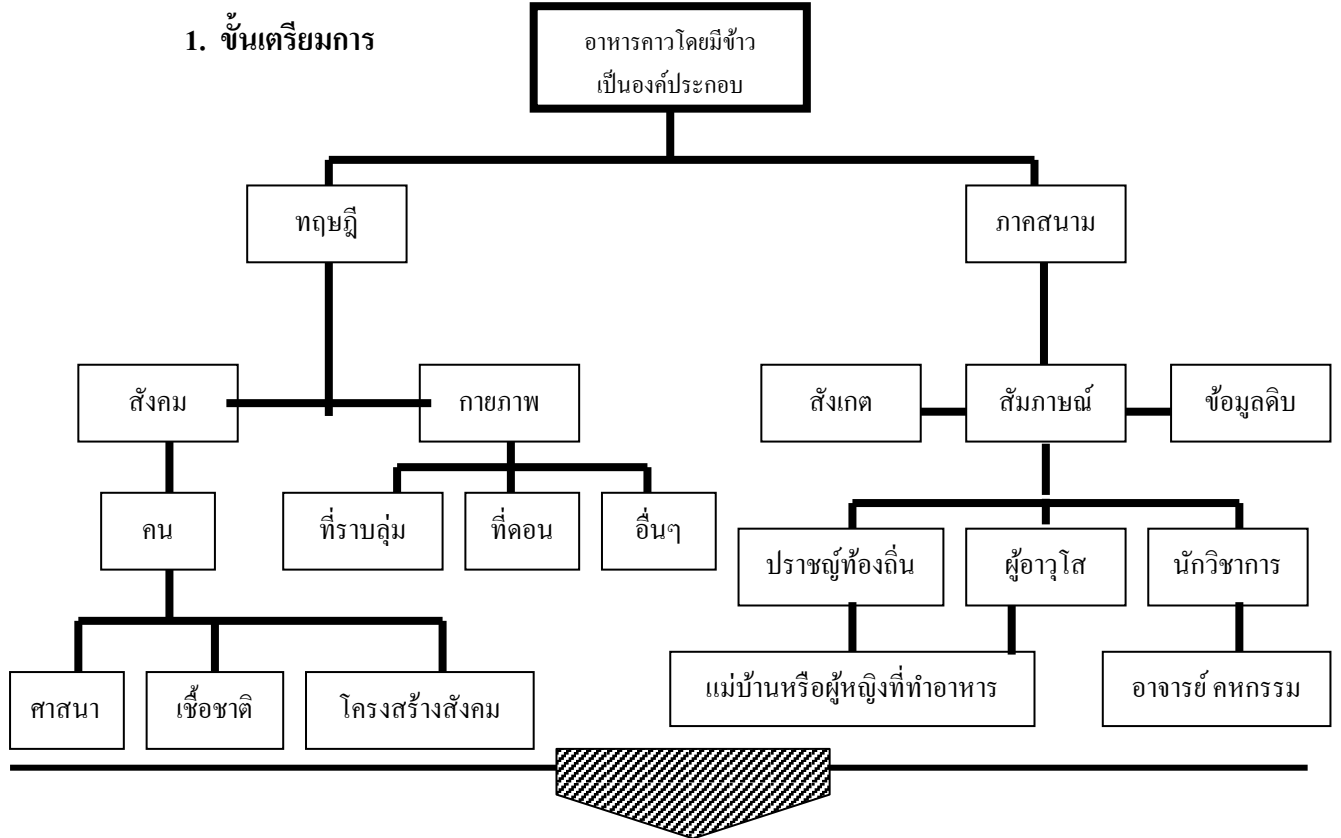 1. ขั้นเตรียมการ
อาหารคาวโดยมีข้าว
เป็นองค์ประกอบ
ทฤษฎี
ภาคสนาม
สังคม
กายภาพ
สังเกต
สัมภาษณ์
ข้อมูลดิบ
คน
ที่ราบลุ่ม
ที่ดอน
อื่นๆ
ปราชญ์ท้องถิ่น
ผู้อาวุโส
นักวิชาการ
ศาสนา
เชื้อชาติ
โครงสร้างสังคม
แม่บ้านหรือผู้หญิงที่ทำอาหาร
อาจารย์ คหกรรม